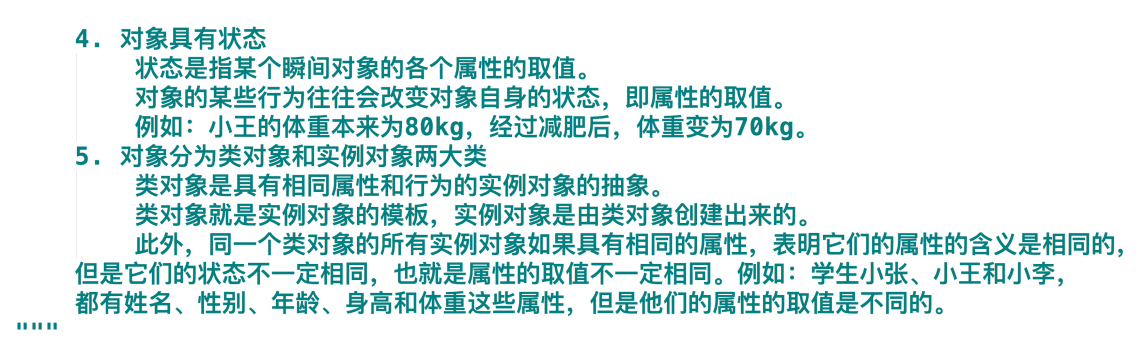 4. 对象具有状态
状态是指某个瞬间对象的各个属性的取值。
对象的某些行为往往会改变对象自身的状态，即属性的取值。
例如：小王的体重本来为80kg，经过减肥后，体重变为70kg。
5. 对象分为类对象和实例对象两大类
类对象是具有相同属性和行为的实例对象的抽象。
类对象就是实例对象的模板，实例对象是由类对象创建出来的。
此外，同一个类对象的所有实例对象如果具有相同的属性，表明它们的属性的含义是相同的，
但是它们的状态不一定相同，也就是属性的取值不一定相同。例如：学生小张、小王和小李，
都有姓名、性别、年龄、身高和体重这些属性，但是他们的属性的取值是不同的。
"""